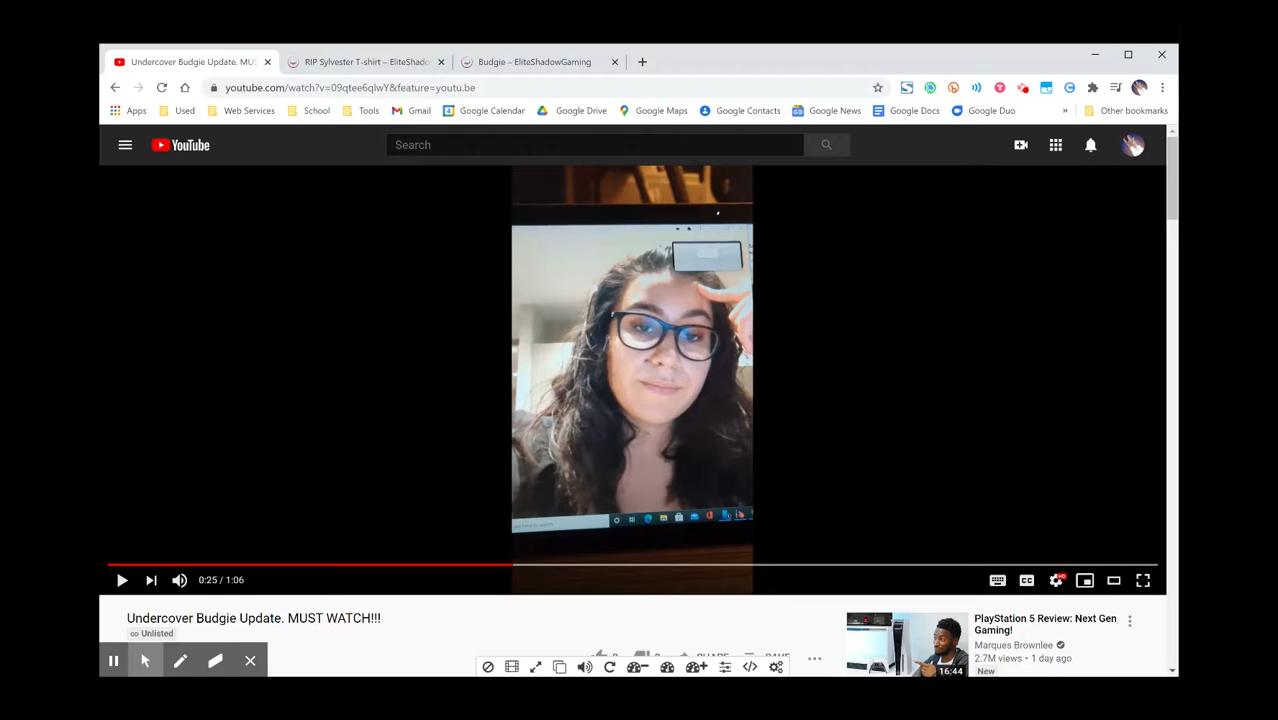 Undercover Budgie Update. MUS
RIP Sylvester T-shirt – EliteShado
Budgie – EliteShadowGaming
youtube.com/watch?v=09qtee6qlwY&feature=youtu.be
Apps Used Web Services School Tools Gmail Google Calendar Google Drive Google Maps Google Contacts Google News Google Docs Google Duo » Other bookmarks
YouTube
Search
0:25 / 1:06
CC
HD
Undercover Budgie Update. MUST WATCH!!!
Unlisted
PlayStation 5 Review: Next Gen
Gaming!
Marques Brownlee
2.7M views • 1 day ago
New
16:44